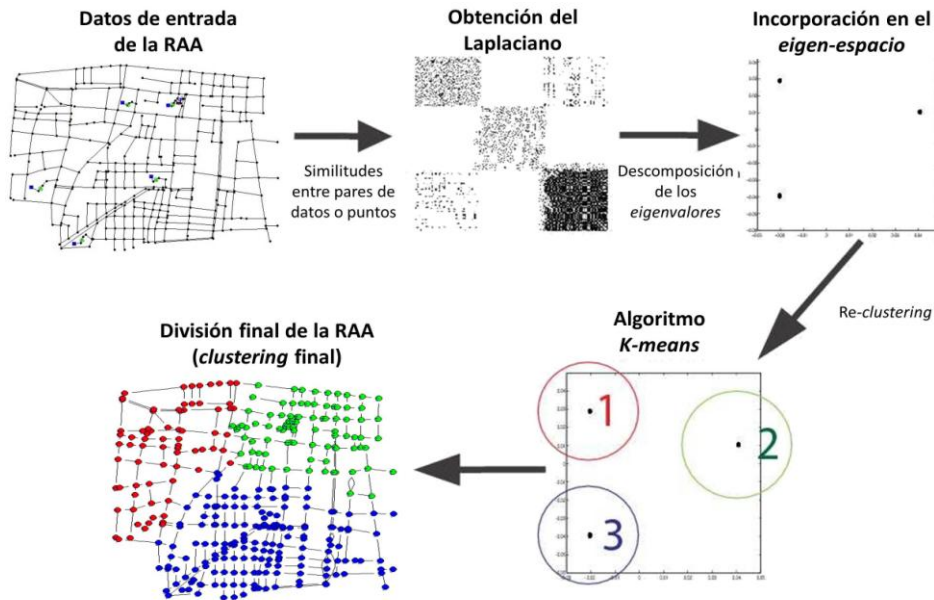 Datos de entrada
de la RAA
Obtención del
Laplaciano
Incorporación en el
eigen-espacio
Similitudes
entre pares de
datos o puntos
Descomposición
de los
eigenvalores
Re-clustering
División final de la RAA
(clustering final)
Algoritmo
K-means
1
2
3